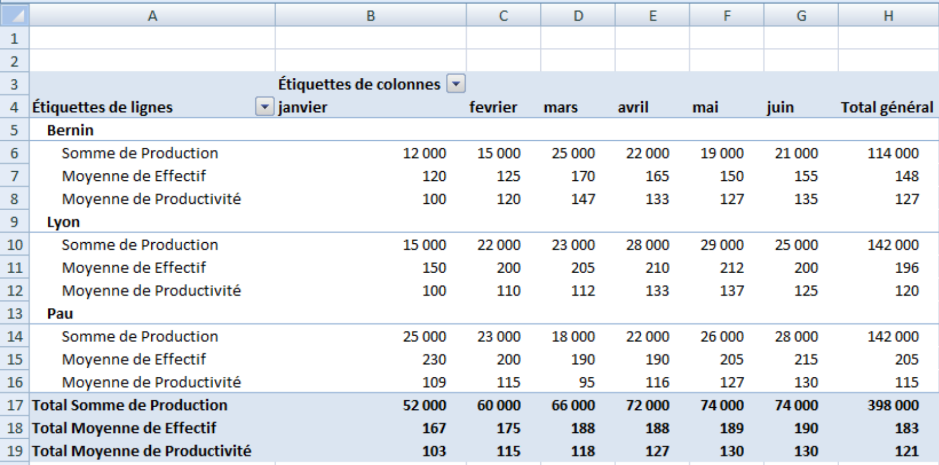 A B C D E F G H
1
2
3 Étiquettes de colonnes
4 Étiquettes de lignes janvier fevrier mars avril mai juin Total général
5 Bernin
6 Somme de Production 12 000 15 000 25 000 22 000 19 000 21 000 114 000
7 Moyenne de Effectif 120 125 170 165 150 155 148
8 Moyenne de Productivité 100 120 147 133 127 135 127
9 Lyon
10 Somme de Production 15 000 22 000 23 000 28 000 29 000 25 000 142 000
11 Moyenne de Effectif 150 200 205 210 212 200 196
12 Moyenne de Productivité 100 110 112 133 137 125 120
13 Pau
14 Somme de Production 25 000 23 000 18 000 22 000 26 000 28 000 142 000
15 Moyenne de Effectif 230 200 190 190 205 215 205
16 Moyenne de Productivité 109 115 95 116 127 130 115
17 Total Somme de Production 52 000 60 000 66 000 72 000 74 000 74 000 398 000
18 Total Moyenne de Effectif 167 175 188 188 189 190 183
19 Total Moyenne de Productivité 103 115 118 127 130 130 121